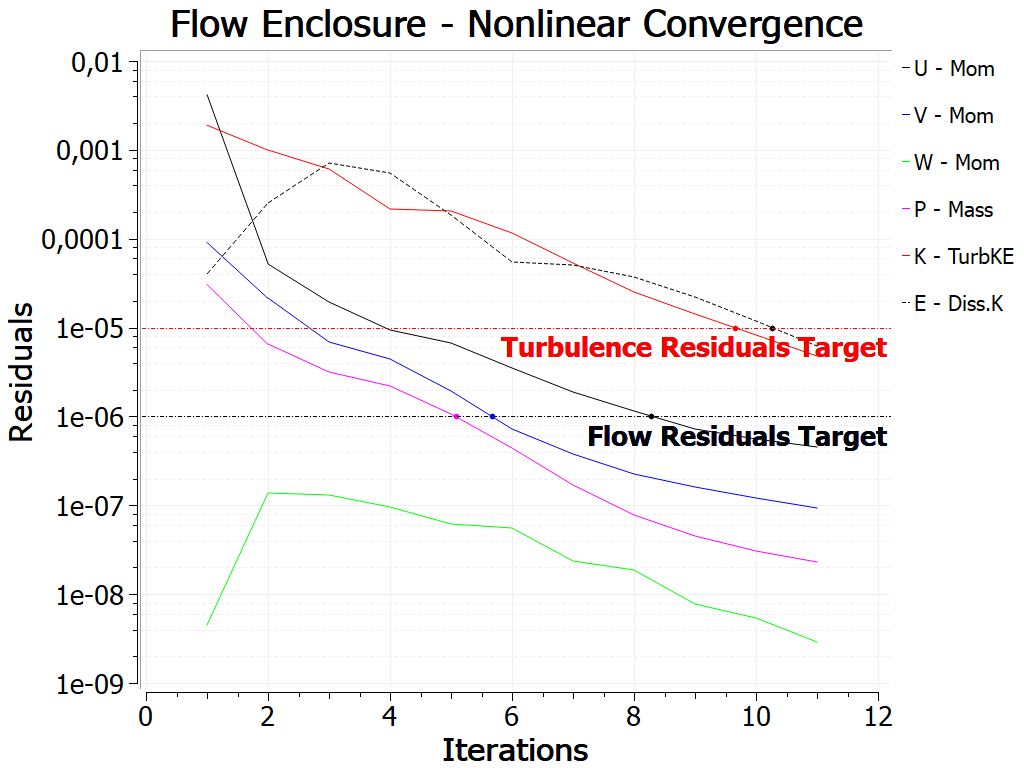 Flow Enclosure - Nonlinear Convergence
0,01
0,001
0,0001
1e-05
1e-06
1e-07
1e-08
1e-09
Residuals
Turbulence Residuals Target
Flow Residuals Target
0 2 4 6 8 10 12
Iterations
U - Mom
V - Mom
W - Mom
P - Mass
K - TurbKE
E - Diss.K